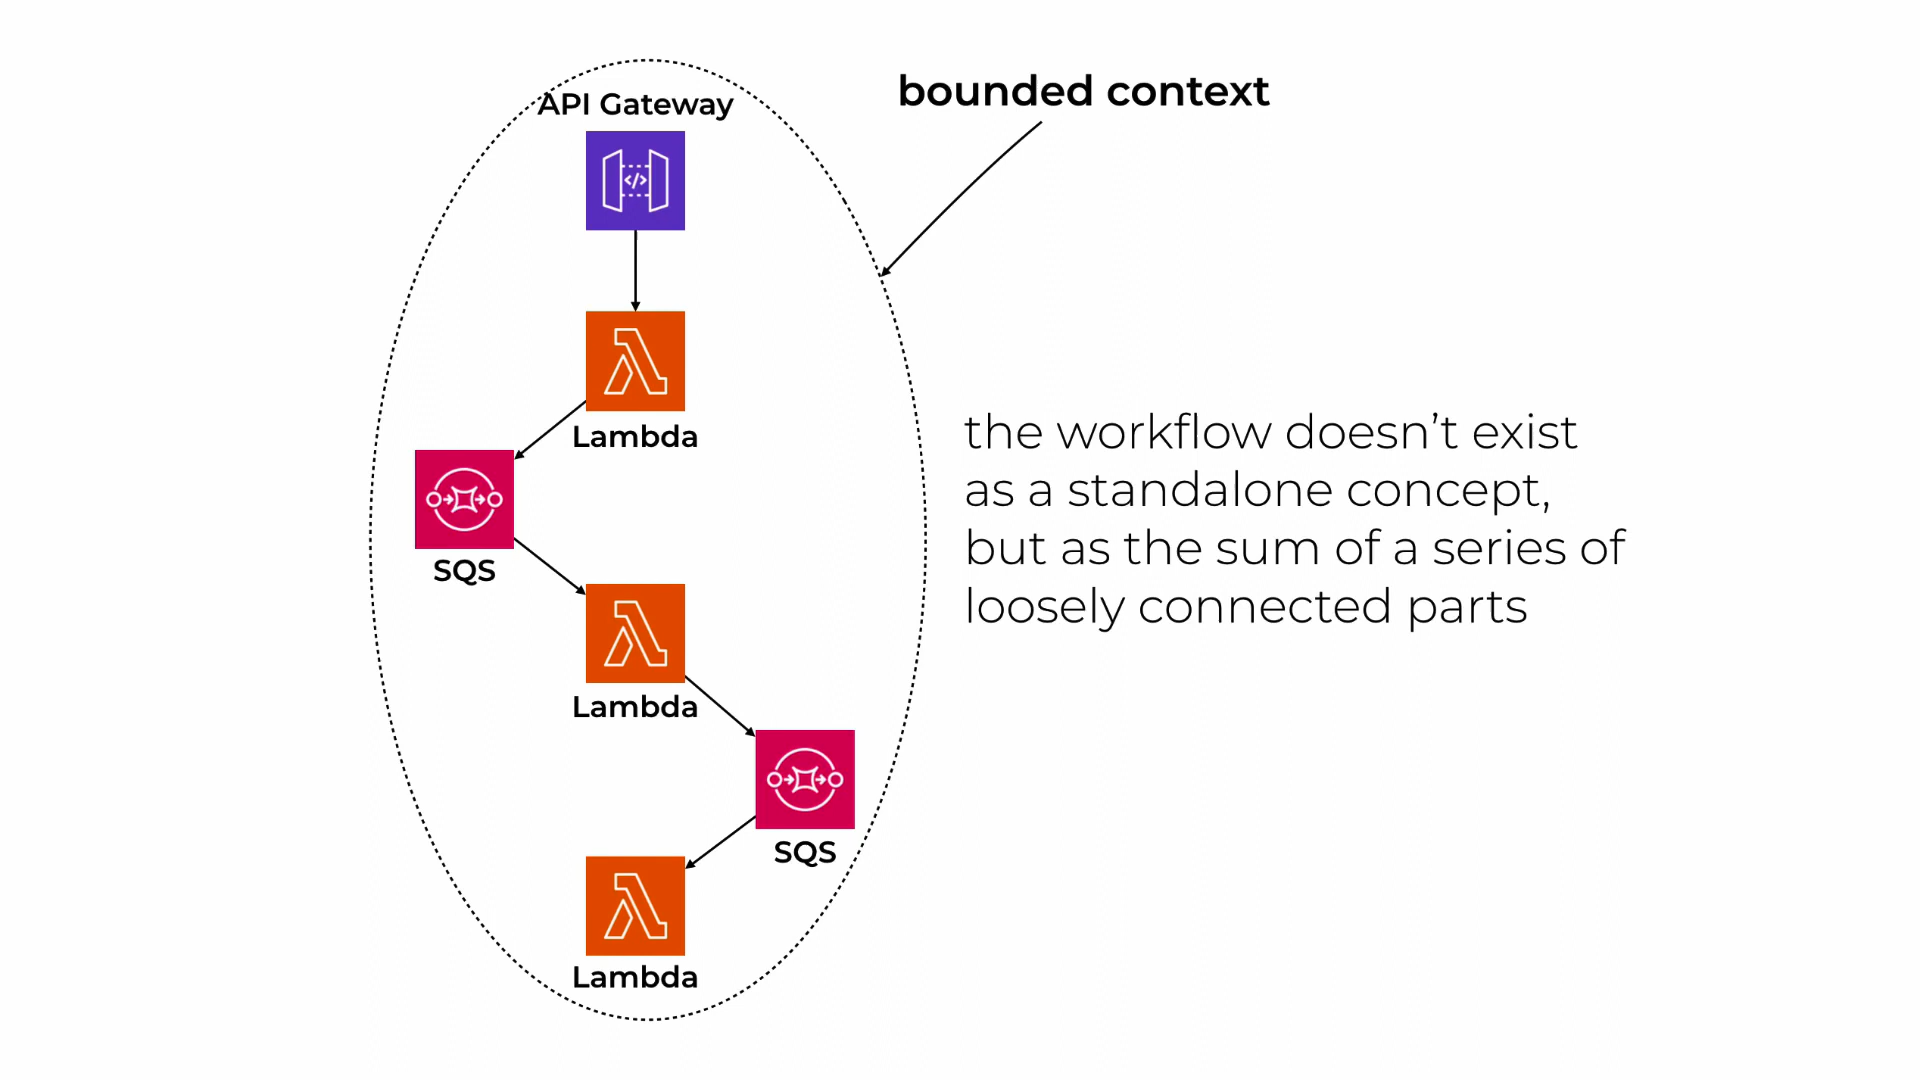 API Gateway
bounded context
Lambda
SQS
Lambda
SQS
Lambda
the workflow doesn’t exist
as a standalone concept,
but as the sum of a series of
loosely connected parts